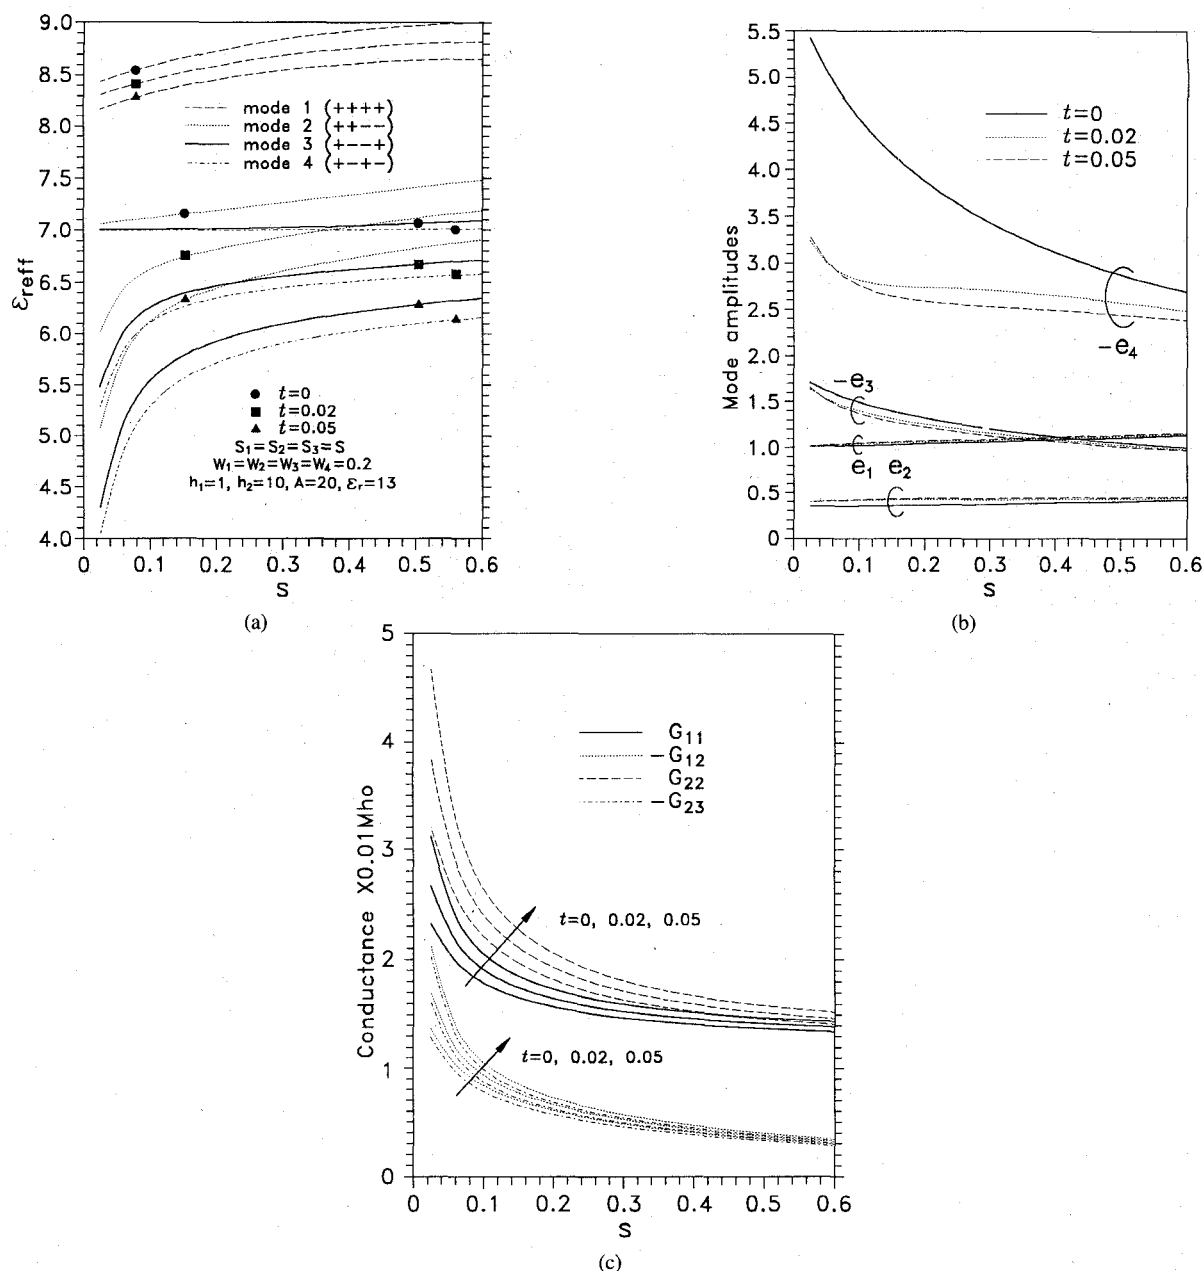 9.0
8.5
8.0
7.5
7.0
6.5
6.0
5.5
5.0
4.5
4.0
εreff
mode 1 (++++)
mode 2 (++−−)
mode 3 (+−−+)
mode 4 (+−+−)
t=0
t=0.02
t=0.05
S1=S2=S3=S
W1=W2=W3=W4=0.2
h1=1, h2=10, A=20, εr=13
0 0.1 0.2 0.3 0.4 0.5 0.6
S
(a)
5.5
5.0
4.5
4.0
3.5
3.0
2.5
2.0
1.5
1.0
0.5
0
Mode amplitudes
t=0
t=0.02
t=0.05
−e4
−e3
e1 e2
0 0.1 0.2 0.3 0.4 0.5 0.6
S
(b)
5
4
3
2
1
0
Conductance X0.01Mho
G11
−G12
G22
−G23
t=0, 0.02, 0.05
t=0, 0.02, 0.05
0 0.1 0.2 0.3 0.4 0.5 0.6
S
(c)